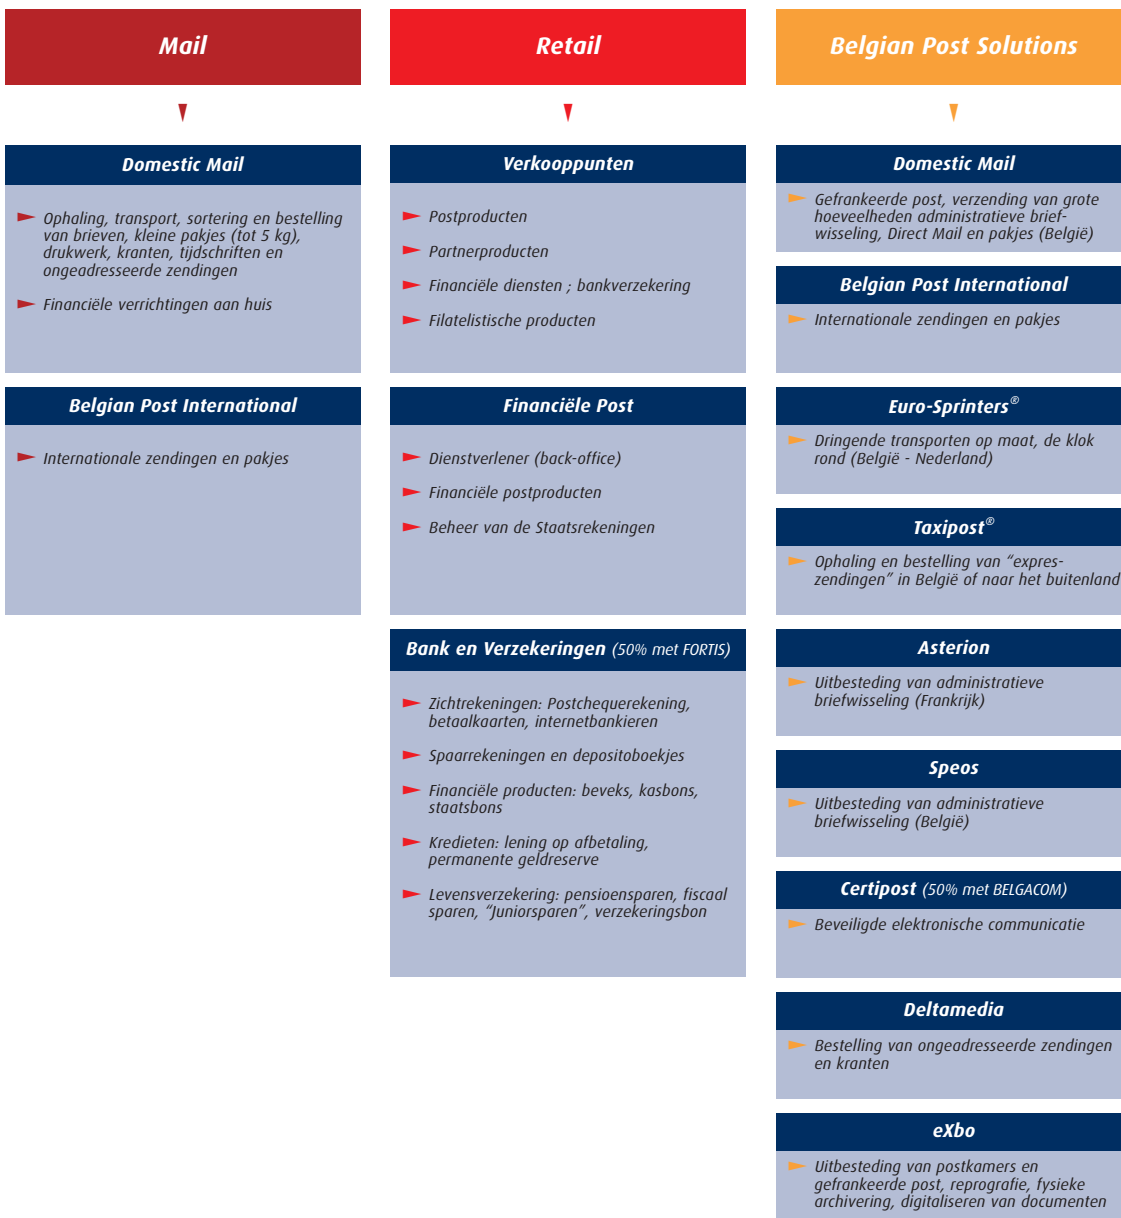 Mail
Domestic Mail
Ophaling, transport, sortering en bestelling
van brieven, kleine pakjes (tot 5 kg),
drukwerk, kranten, tijdschriften en
ongeadresseerde zendingen
Financiële verrichtingen aan huis
Belgian Post International
Internationale zendingen en pakjes
Retail
Verkooppunten
Postproducten
Partnerproducten
Financiële diensten ; bankverzekering
Filatelistische producten
Financiële Post
Dienstverlener (back-office)
Financiële postproducten
Beheer van de Staatsrekeningen
Bank en Verzekeringen (50% met FORTIS)
Zichtrekeningen: Postchequerekening,
betaalkaarten, internetbankieren
Spaarrekeningen en depositoboekjes
Financiële producten: beveks, kasbons,
staatsbons
Kredieten: lening op afbetaling,
permanente geldreserve
Levensverzekering: pensioensparen, fiscaal
sparen, “Juniorsparen”, verzekeringsbon
Belgian Post Solutions
Domestic Mail
Gefrankeerde post, verzending van grote
hoeveelheden administratieve brief-
wisseling, Direct Mail en pakjes (België)
Belgian Post International
Internationale zendingen en pakjes
Euro-Sprinters®
Dringende transporten op maat, de klok
rond (België - Nederland)
Taxipost®
Ophaling en bestelling van “expres-
zendingen” in België of naar het buitenland
Asterion
Uitbesteding van administratieve
briefwisseling (Frankrijk)
Speos
Uitbesteding van administratieve
briefwisseling (België)
Certipost (50% met BELGACOM)
Beveiligde elektronische communicatie
Deltamedia
Bestelling van ongeadresseerde zendingen
en kranten
eXbo
Uitbesteding van postkamers en
gefrankeerde post, reprografie, fysieke
archivering, digitaliseren van documenten